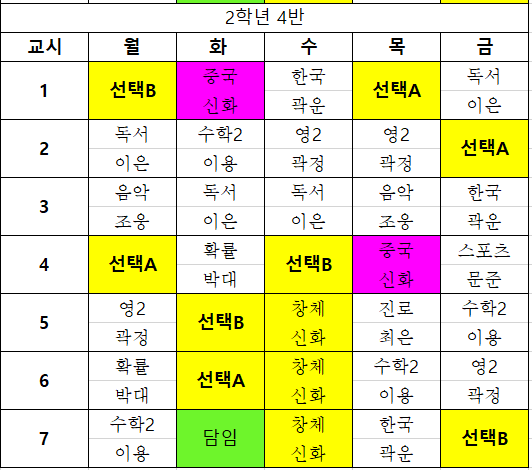 2학년 4반
교시 월 화 수 목 금
1 선택B 중국 한국 선택A 독서
신화 곽운 이은
2 독서 수학2 영2 영2 선택A
이은 이용 곽정 곽정
3 음악 독서 독서 음악 한국
조웅 이은 이은 조웅 곽운
4 선택A 확률 선택B 중국 스포츠
박대 신화 문준
5 영2 선택B 창체 진로 수학2
곽정 신화 최은 이용
6 확률 선택A 창체 수학2 영2
박대 신화 이용 곽정
7 수학2 담임 창체 한국 선택B
이용 신화 곽운